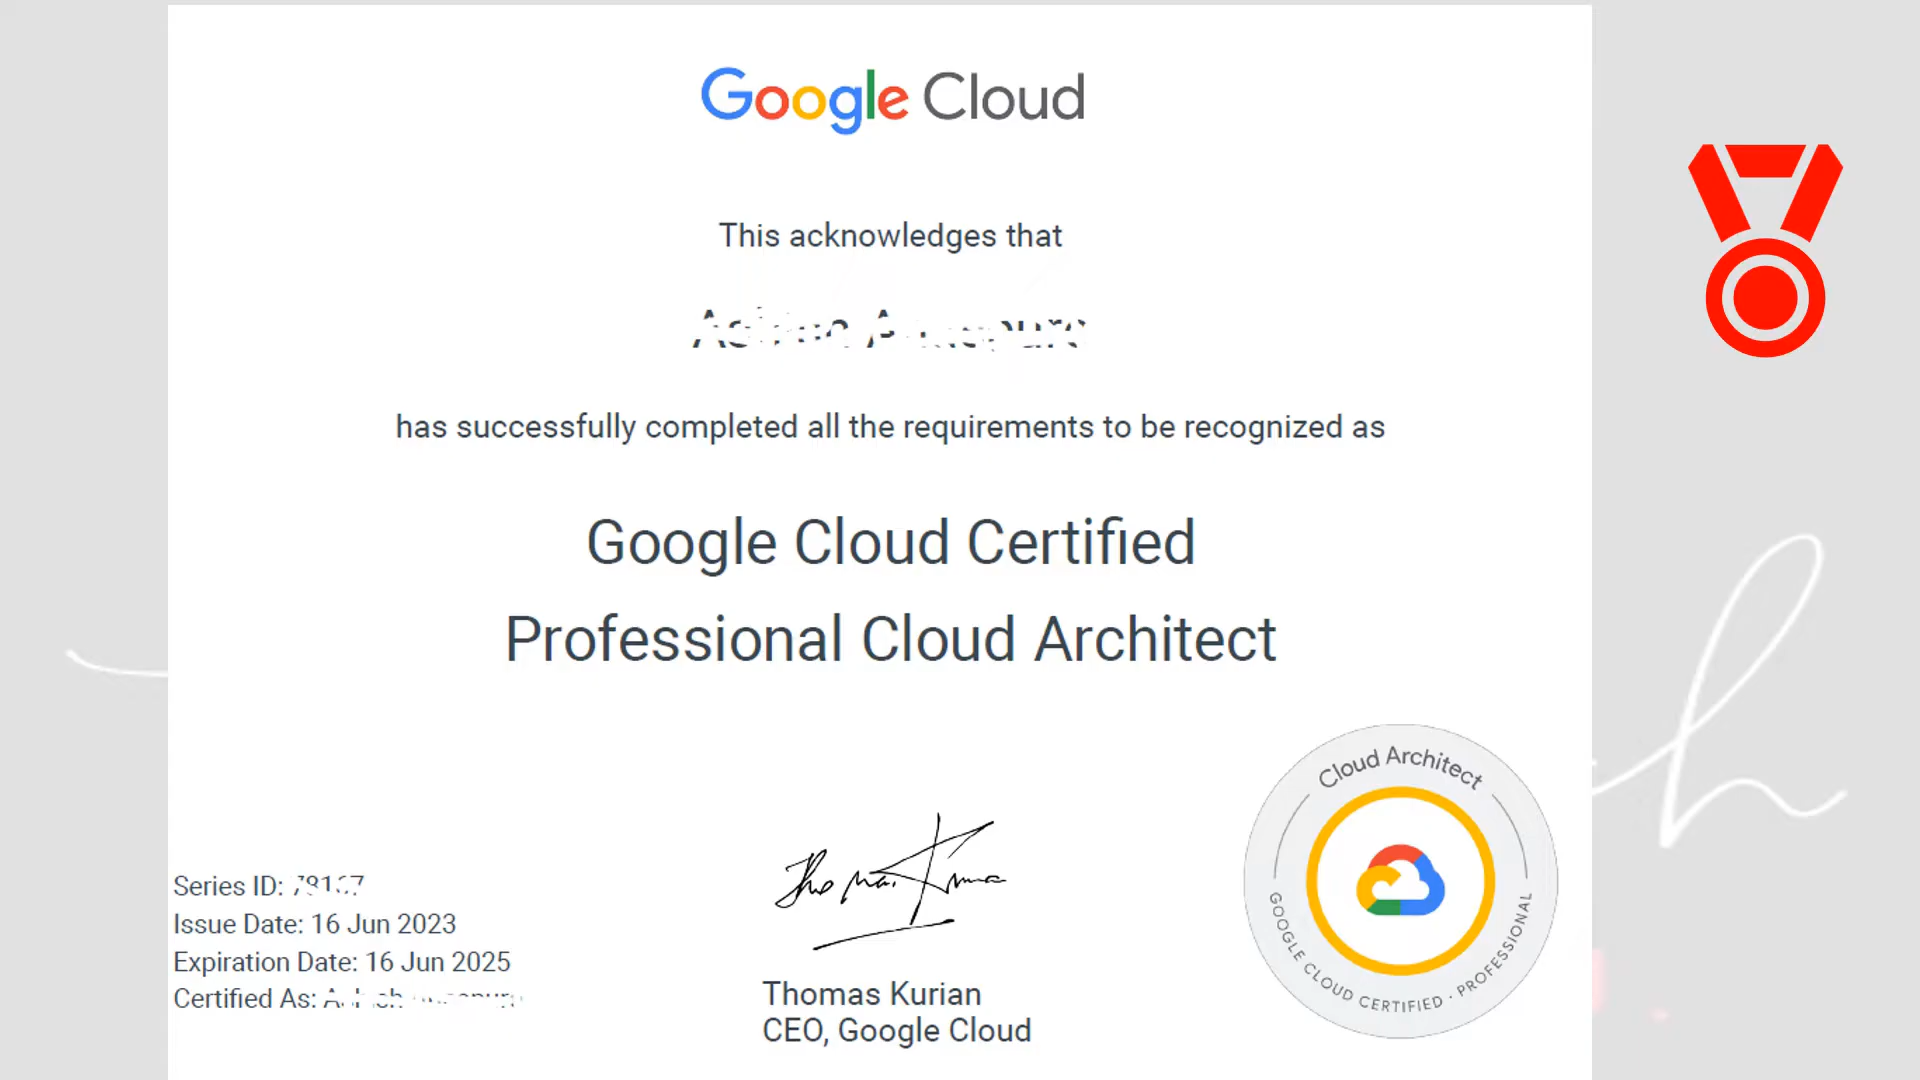 Google Cloud
This acknowledges that
has successfully completed all the requirements to be recognized as
Google Cloud Certified
Professional Cloud Architect
Cloud Architect
GOOGLE CLOUD CERTIFIED · PROFESSIONAL
Series ID:
Issue Date: 16 Jun 2023
Expiration Date: 16 Jun 2025
Certified As:
Thomas Kurian
CEO, Google Cloud